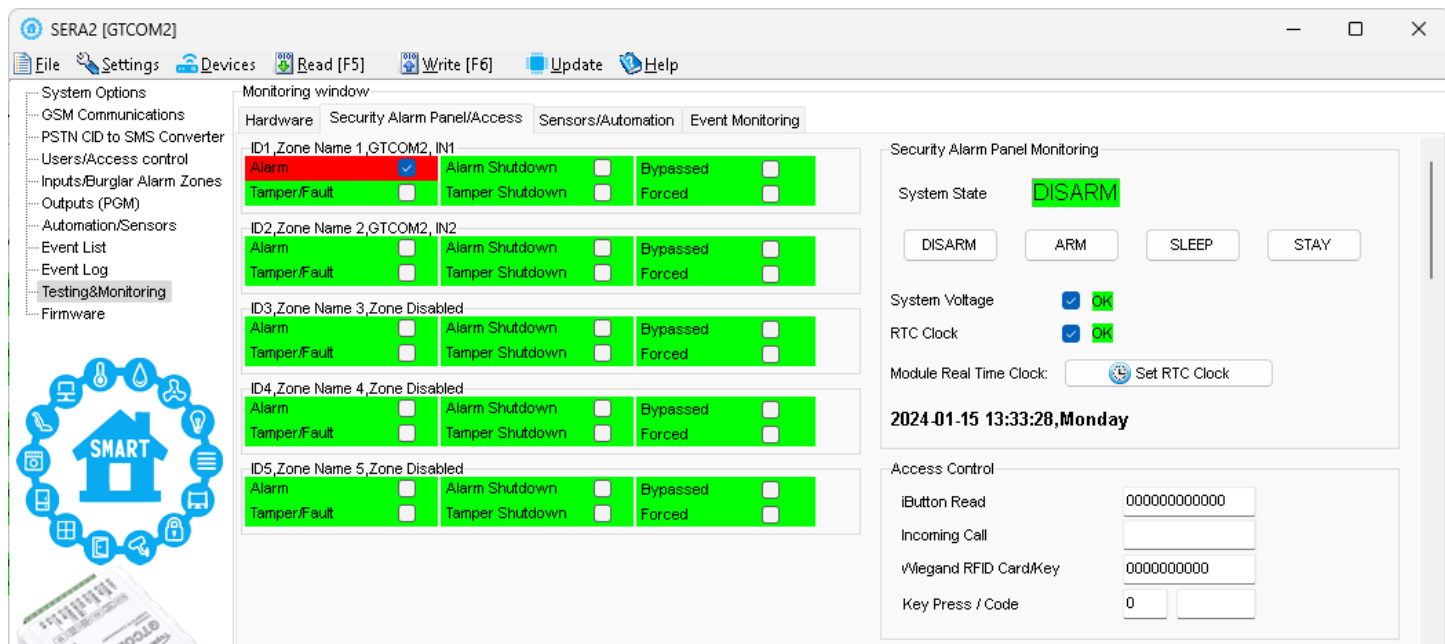 SERA2 [GTCOM2]
File Settings Devices Read [F5] Write [F6] Update Help
System Options
GSM Communications
PSTN CID to SMS Converter
Users/Access control
Inputs/Burglar Alarm Zones
Outputs (PGM)
Automation/Sensors
Event List
Event Log
Testing&Monitoring
Firmware
SMART
GTCOM2
Monitoring window
Hardware Security Alarm Panel/Access Sensors/Automation Event Monitoring
ID1,Zone Name 1,GTCOM2, IN1
Alarm Alarm Shutdown Bypassed
Tamper/Fault Tamper Shutdown Forced
ID2,Zone Name 2,GTCOM2, IN2
Alarm Alarm Shutdown Bypassed
Tamper/Fault Tamper Shutdown Forced
ID3,Zone Name 3,Zone Disabled
Alarm Alarm Shutdown Bypassed
Tamper/Fault Tamper Shutdown Forced
ID4,Zone Name 4,Zone Disabled
Alarm Alarm Shutdown Bypassed
Tamper/Fault Tamper Shutdown Forced
ID5,Zone Name 5,Zone Disabled
Alarm Alarm Shutdown Bypassed
Tamper/Fault Tamper Shutdown Forced
Security Alarm Panel Monitoring
System State DISARM
DISARM ARM SLEEP STAY
System Voltage OK
RTC Clock OK
Module Real Time Clock: Set RTC Clock
2024-01-15 13:33:28,Monday
Access Control
iButton Read 000000000000
Incoming Call
Wiegand RFID Card/Key 0000000000
Key Press / Code 0